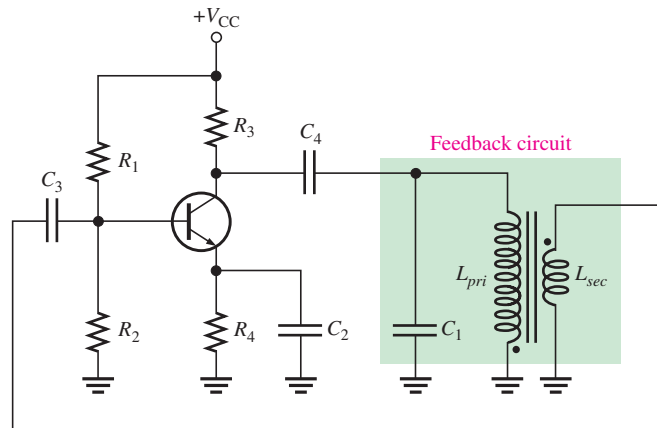 +VCC
R3
C4
Feedback circuit
R1
C3
Lpri
Lsec
R2
R4
C2
C1